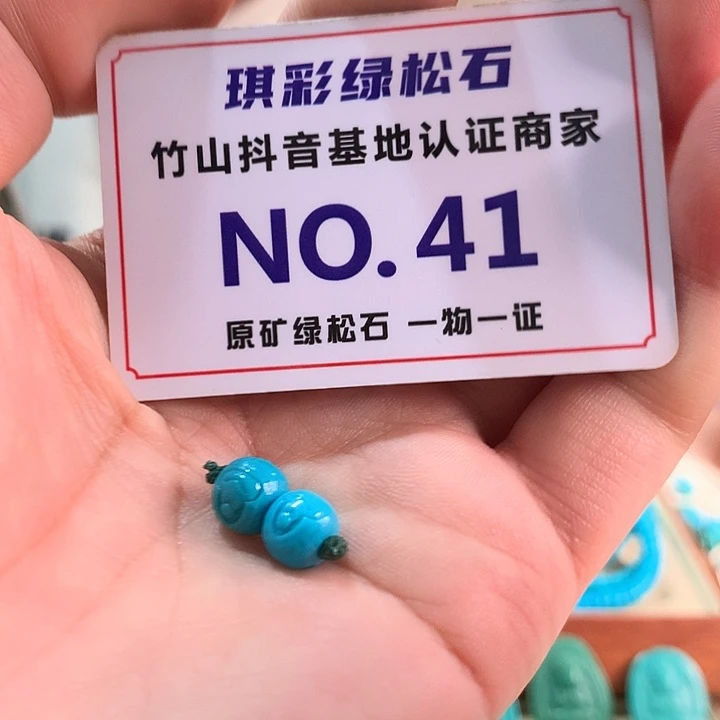 琪彩绿松石
竹山抖音基地认证商家
NO.41
原矿绿松石 一物一证